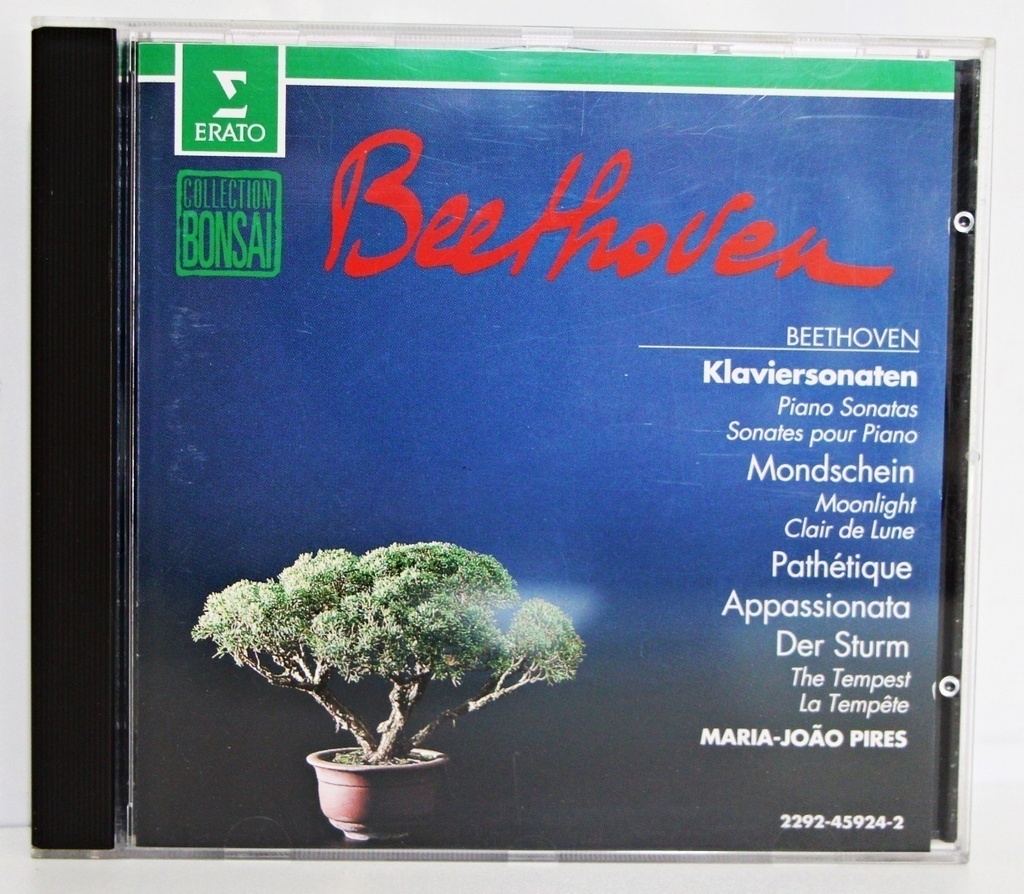 ERATO
COLLECTION
BONSAI
Beethoven
BEETHOVEN
Klaviersonaten
Piano Sonatas
Sonates pour Piano
Mondschein
Moonlight
Clair de Lune
Pathétique
Appassionata
Der Sturm
The Tempest
La Tempête
MARIA-JOÃO PIRES
2292-45924-2